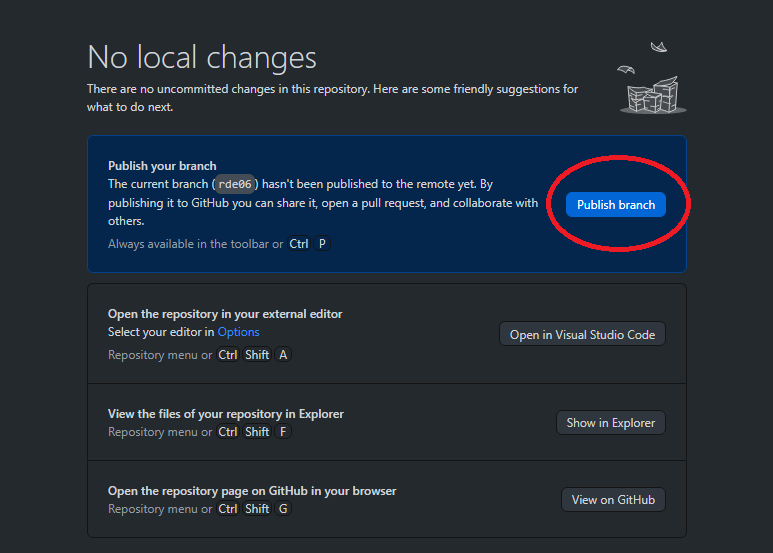 No local changes
There are no uncommitted changes in this repository. Here are some friendly suggestions for
what to do next.
Publish your branch
The current branch ( rde06 ) hasn't been published to the remote yet. By
publishing it to GitHub you can share it, open a pull request, and collaborate with
others.
Always available in the toolbar or Ctrl P
Publish branch
Open the repository in your external editor
Select your editor in Options
Repository menu or Ctrl Shift A
Open in Visual Studio Code
View the files of your repository in Explorer
Repository menu or Ctrl Shift F
Show in Explorer
Open the repository page on GitHub in your browser
Repository menu or Ctrl Shift G
View on GitHub